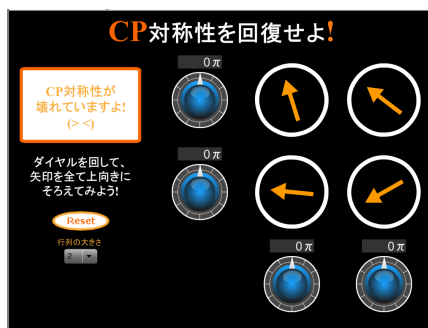 CP対称性を回復せよ!
0π
CP対称性が
壊れていますよ!
(> <)
ダイヤルを回して、
矢印を全て上向きに
そろえてみよう!
0π
Reset
行列の大きさ
2
0π
0π